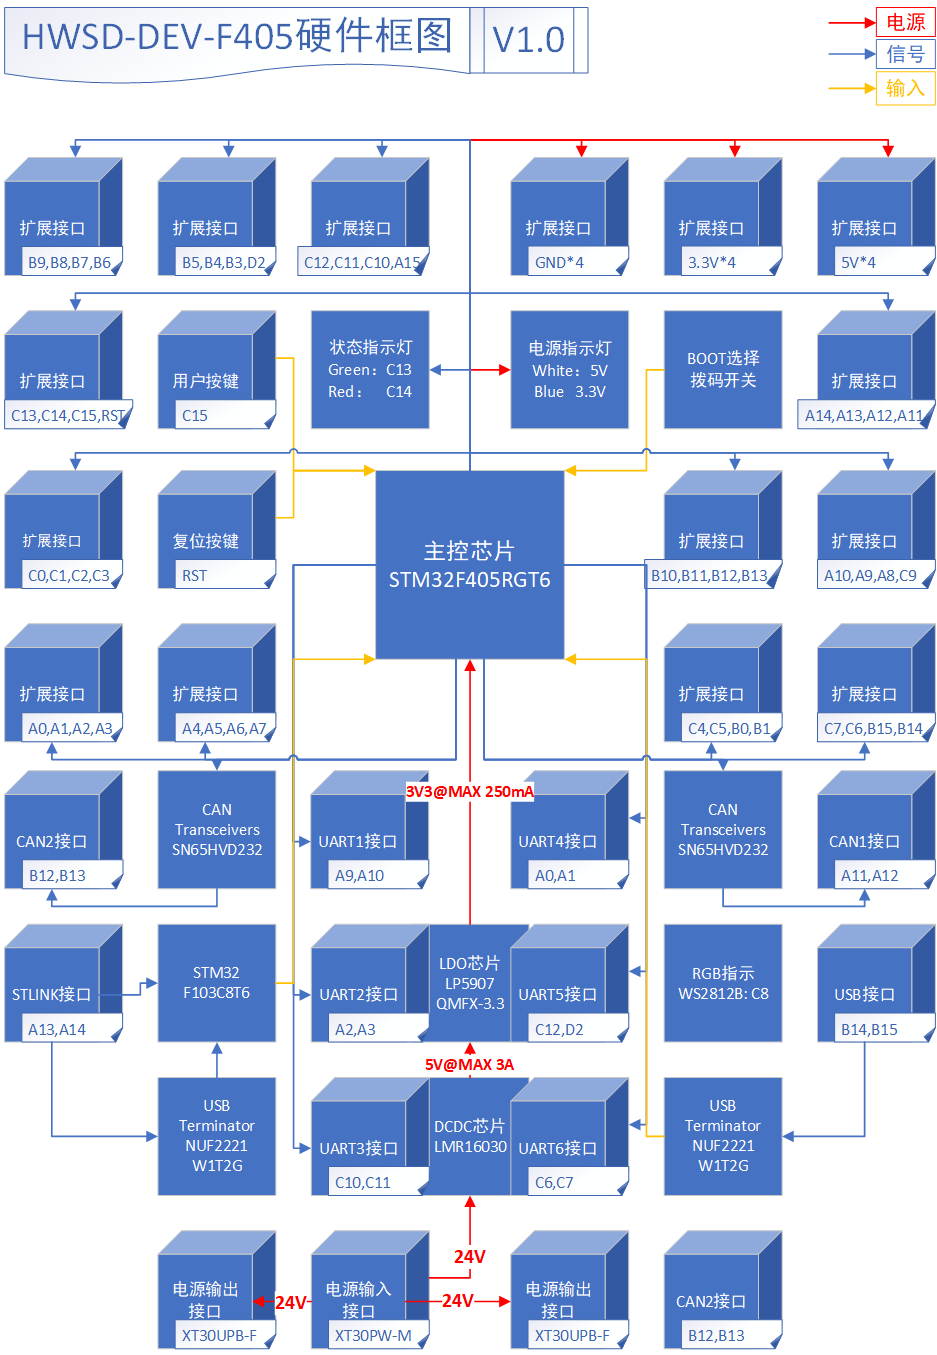 HWSD-DEV-F405硬件框图
V1.0
电源
信号
输入
扩展接口
B9,B8,B7,B6
扩展接口
B5,B4,B3,D2
扩展接口
C12,C11,C10,A15
扩展接口
GND*4
扩展接口
3.3V*4
扩展接口
5V*4
扩展接口
C13,C14,C15,RST
用户按键
C15
状态指示灯
Green：C13
Red： C14
电源指示灯
White：5V
Blue 3.3V
BOOT选择
拨码开关
扩展接口
A14,A13,A12,A11
扩展接口
C0,C1,C2,C3
复位按键
RST
主控芯片
STM32F405RGT6
扩展接口
B10,B11,B12,B13
扩展接口
A10,A9,A8,C9
扩展接口
A0,A1,A2,A3
扩展接口
A4,A5,A6,A7
扩展接口
C4,C5,B0,B1
扩展接口
C7,C6,B15,B14
3V3@MAX 250mA
CAN2接口
B12,B13
CAN
Transceivers
SN65HVD232
UART1接口
A9,A10
UART4接口
A0,A1
CAN
Transceivers
SN65HVD232
CAN1接口
A11,A12
STLINK接口
A13,A14
STM32
F103C8T6
UART2接口
A2,A3
LDO芯片
LP5907
QMFX-3.3
UART5接口
C12,D2
RGB指示
WS2812B: C8
USB接口
B14,B15
5V@MAX 3A
USB
Terminator
NUF2221
W1T2G
UART3接口
C10,C11
DCDC芯片
LMR16030
UART6接口
C6,C7
USB
Terminator
NUF2221
W1T2G
24V
电源输出
接口
XT30UPB-F
24V
电源输入
接口
XT30PW-M
24V
电源输出
接口
XT30UPB-F
CAN2接口
B12,B13